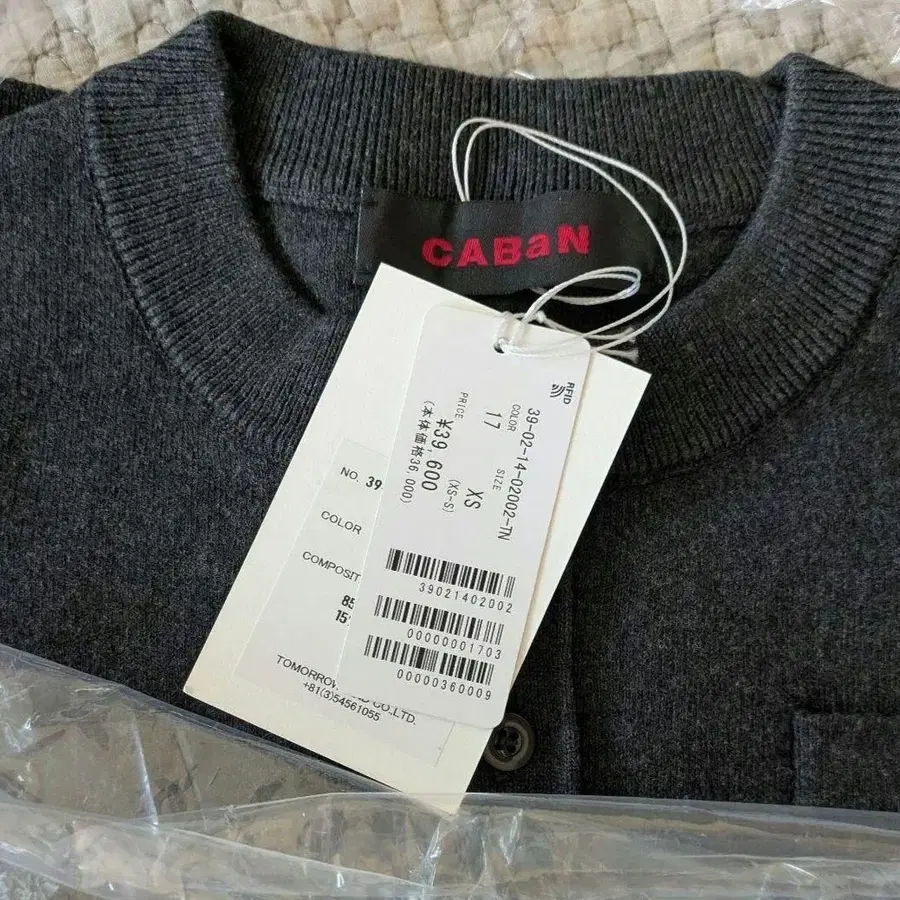 CABaN
RFID
39-02-14-02002-TN
COLOR SIZE
17 XS
(XS-S)
PRICE
¥39,600
(本体価格36,000)
39021402002
00000001703
00000360009
NO. 39
COLOR
COMPOSIT
85
15
TOMORROW CO.,LTD.
+81(3)54561055